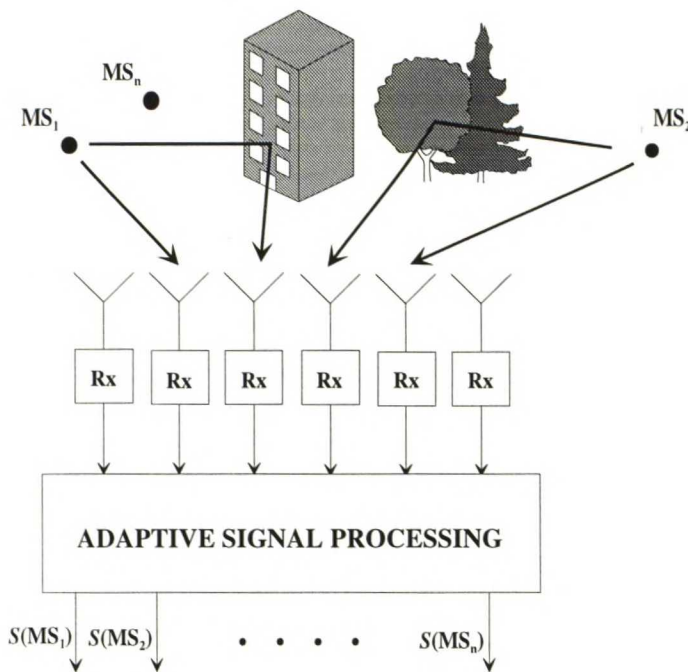 MSₙ
MS₁
MS₂
Rx Rx Rx Rx Rx Rx
ADAPTIVE SIGNAL PROCESSING
S(MS₁) S(MS₂) • • • • S(MSₙ)